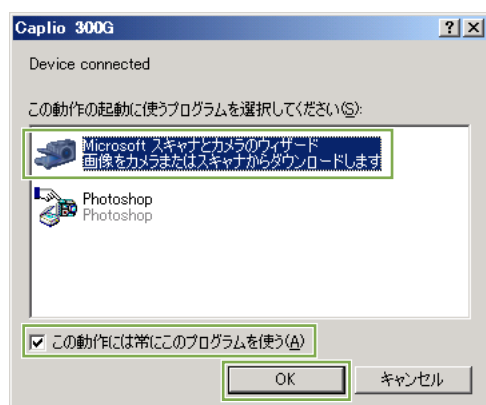 Caplio 300G
Device connected
この動作の起動に使うプログラムを選択してください(S):
Microsoft スキャナとカメラのウィザード
画像をカメラまたはスキャナからダウンロードします
Photoshop
Photoshop
この動作には常にこのプログラムを使う(A)
OK キャンセル